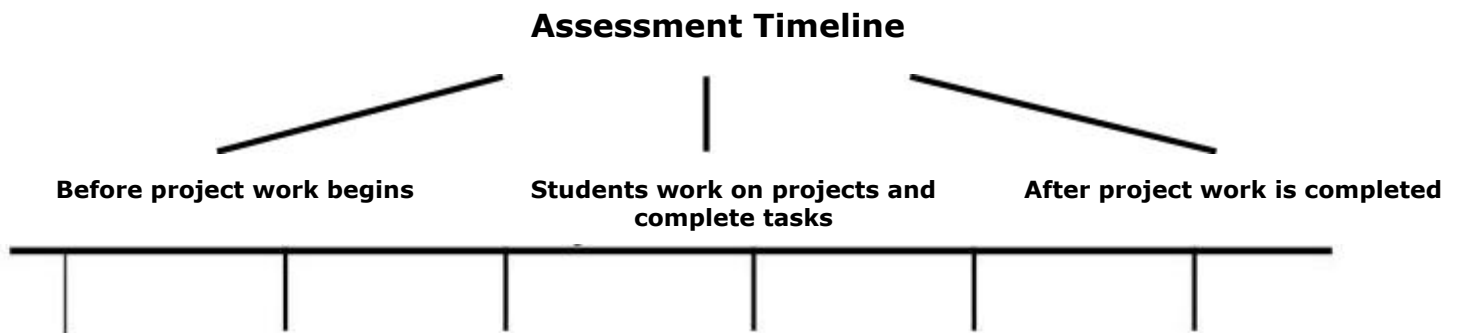 Assessment Timeline
Before project work begins
Students work on projects and
complete tasks
After project work is completed